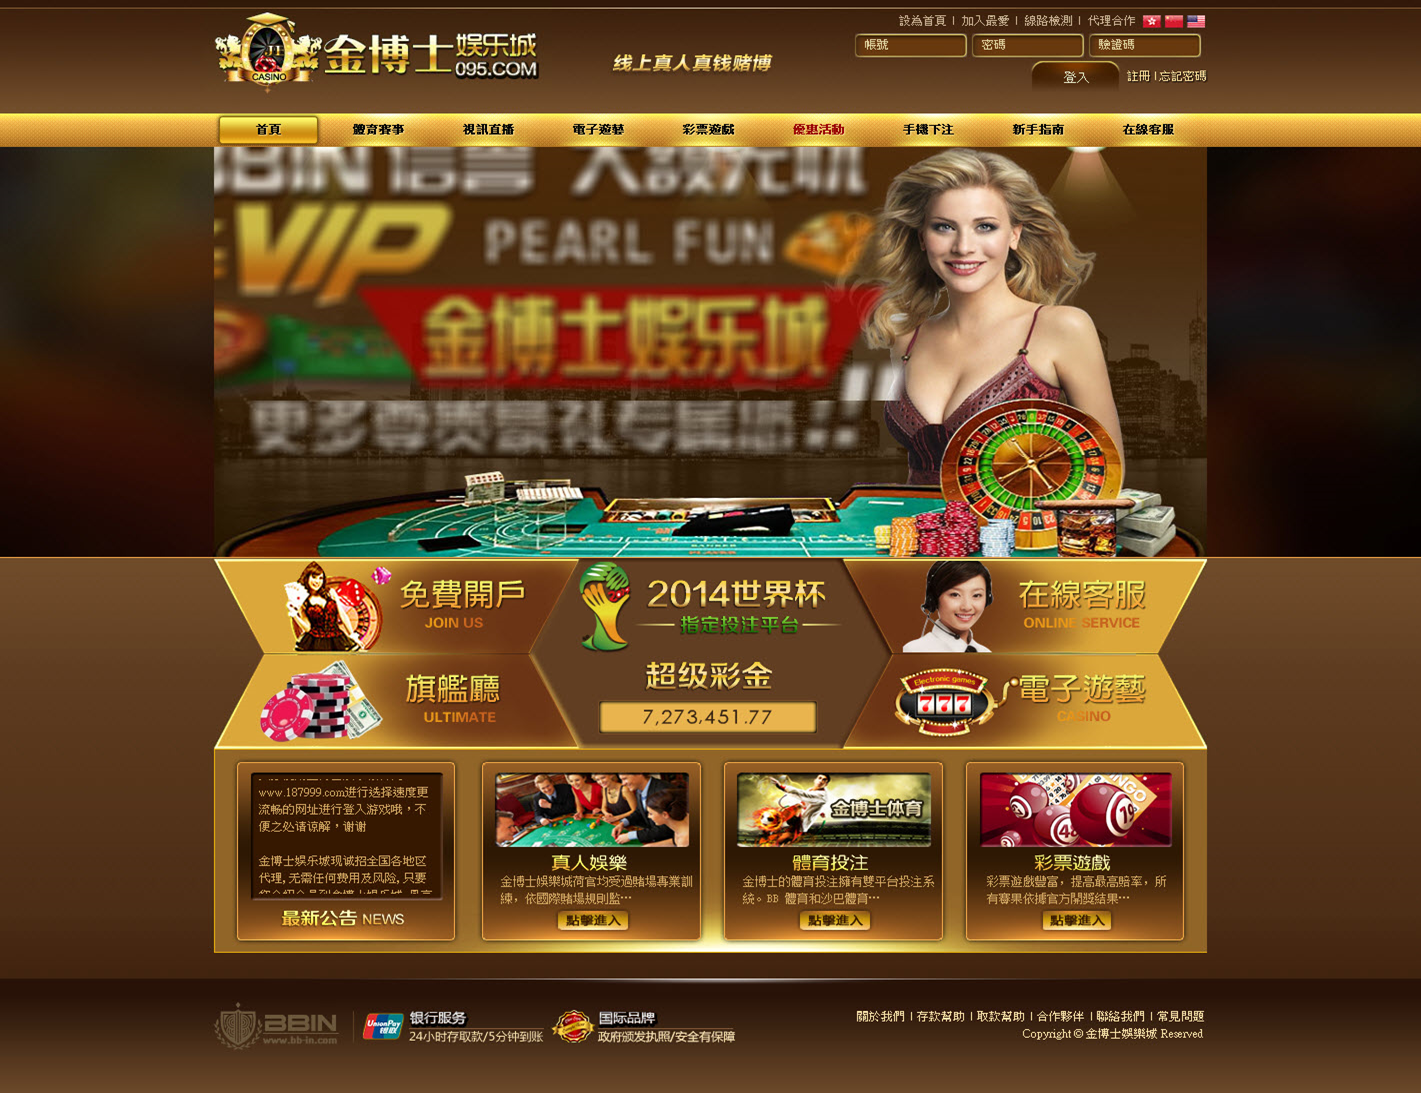 設為首頁 | 加入最愛 | 線路檢測 | 代理合作
JH
CASINO
金博士娱乐城
095.COM
线上真人真钱赌博
帳號
密碼
驗證碼
登入
註冊 | 忘記密碼
首頁
體育賽事
視訊直播
電子遊藝
彩票遊戲
優惠活動
手機下注
新手指南
在線客服
BBIN 信誉
VIP
PEARL FUN
金博士娱乐城
免費開戶
JOIN US
2014世界杯
指定投注平台
在線客服
ONLINE SERVICE
旗艦廳
ULTIMATE
超级彩金
7,273,451.77
Electronic games
777
電子遊藝
CASINO
www.187999.com进行选择速度更
流畅的网址进行登入游戏哦，不
便之处请谅解，谢谢
金博士娱乐城现诚招全国各地区
代理,无需任何费用及风险,只要
最新公告 NEWS
真人娛樂
金博士娛樂城荷官均受過賭場專業訓
練，依國際賭場規則監…
點擊進入
金博士体育
體育投注
金博士的體育投注擁有雙平台投注系
統。BB 體育和沙巴體育…
點擊進入
彩票遊戲
彩票遊戲豐富，提高最高賠率，所
有賽果依據官方開獎結果…
點擊進入
BBIN
www.bb-in.com
UnionPay
银联
银行服务
24小时存取款/5分钟到账
国际品牌
政府颁发执照/安全有保障
關於我們 | 存款幫助 | 取款幫助 | 合作夥伴 | 聯絡我們 | 常見問題
Copyright © 金博士娛樂城 Reserved